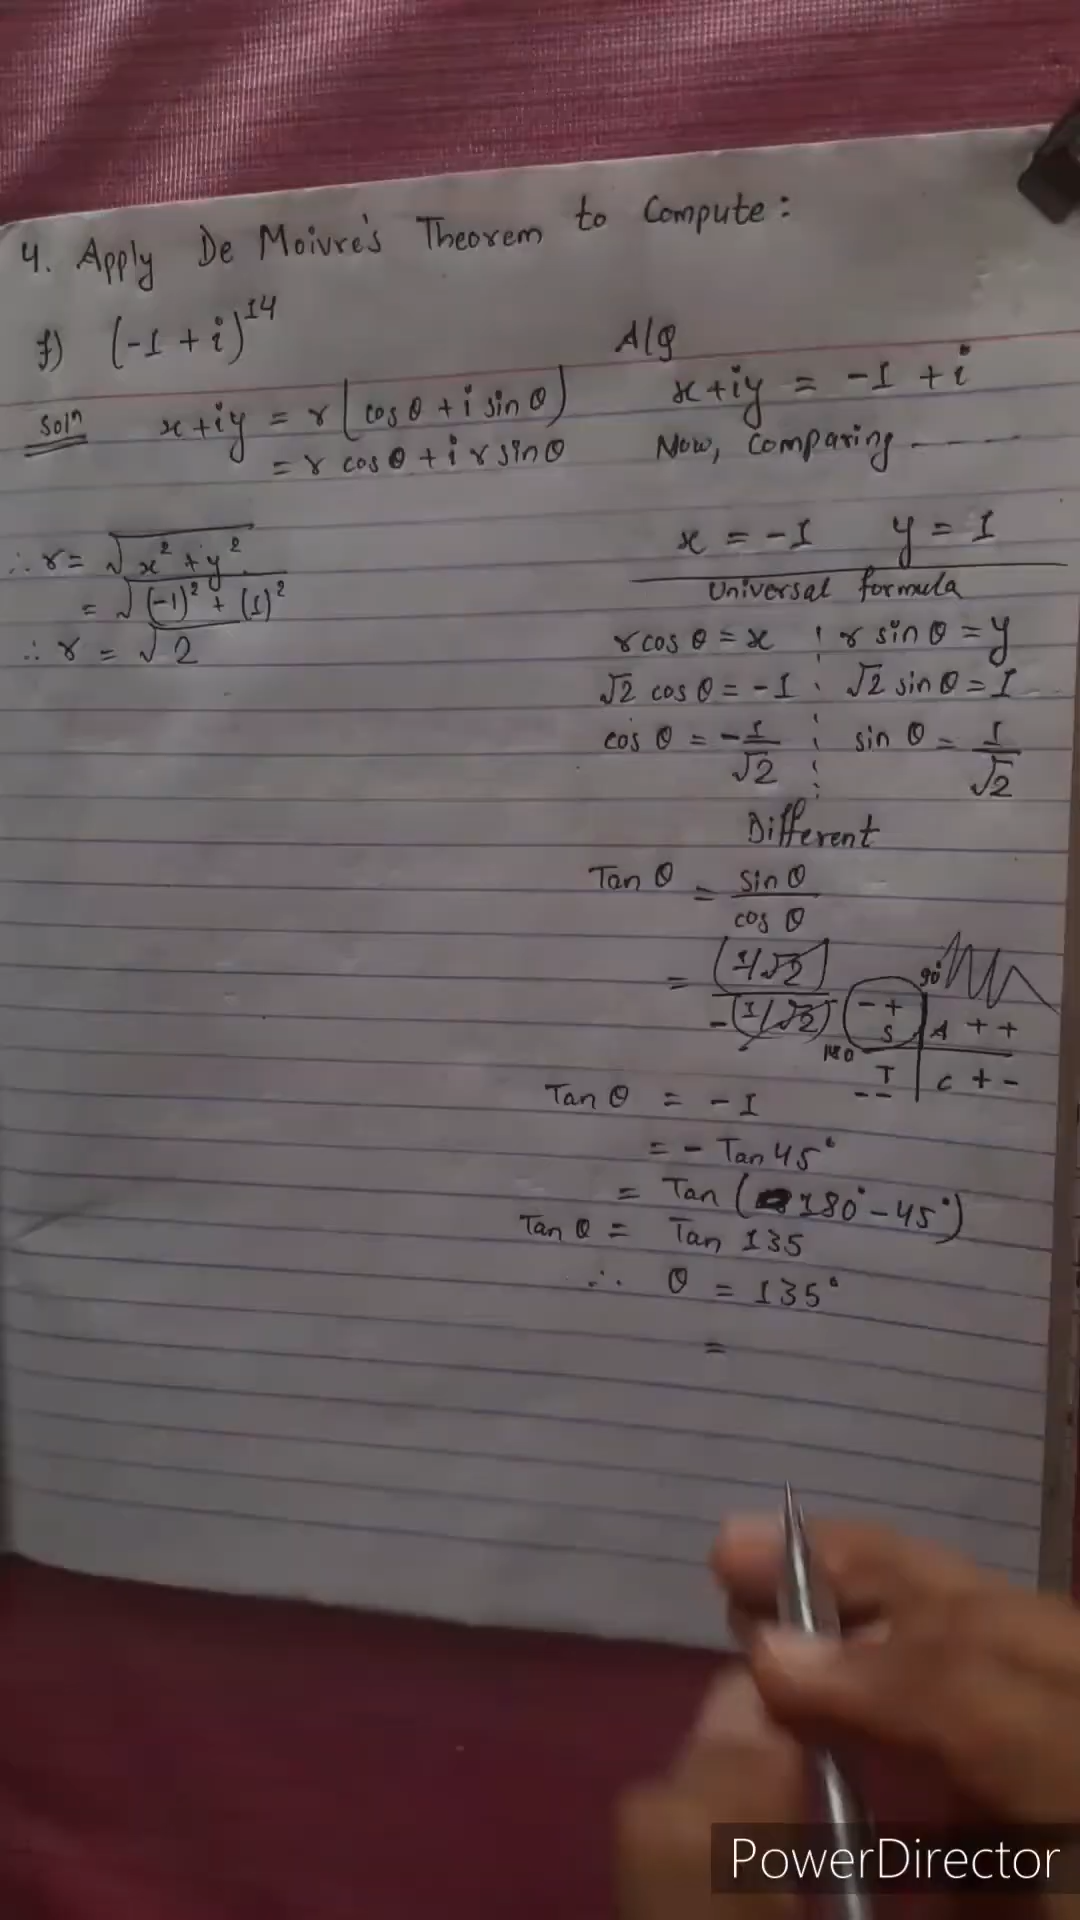 4. Apply De Moivre's Theorem to Compute:
f) (-1 + i)^14
Soln x+iy = r (cos θ + i sin θ)
= r cos θ + i r sin θ
∴ r = √x² + y²
= √(-1)² + (1)²
∴ r = √2
A/Q
x+iy = -1 + i
Now, Comparing -----
x = -1 y = 1
Universal formula
r cos θ = x ¦ r sin θ = y
√2 cos θ = -1 ¦ √2 sin θ = 1
cos θ = -1/√2 ¦ sin θ = 1/√2
Different
Tan θ = sin θ / cos θ
= (1/√2) / -(1/√2)
90°
- + S A + +
180
- - T C + -
Tan θ = -1
= - Tan 45°
= Tan (180° - 45°)
Tan θ = Tan 135
∴ θ = 135°
=
PowerDirector